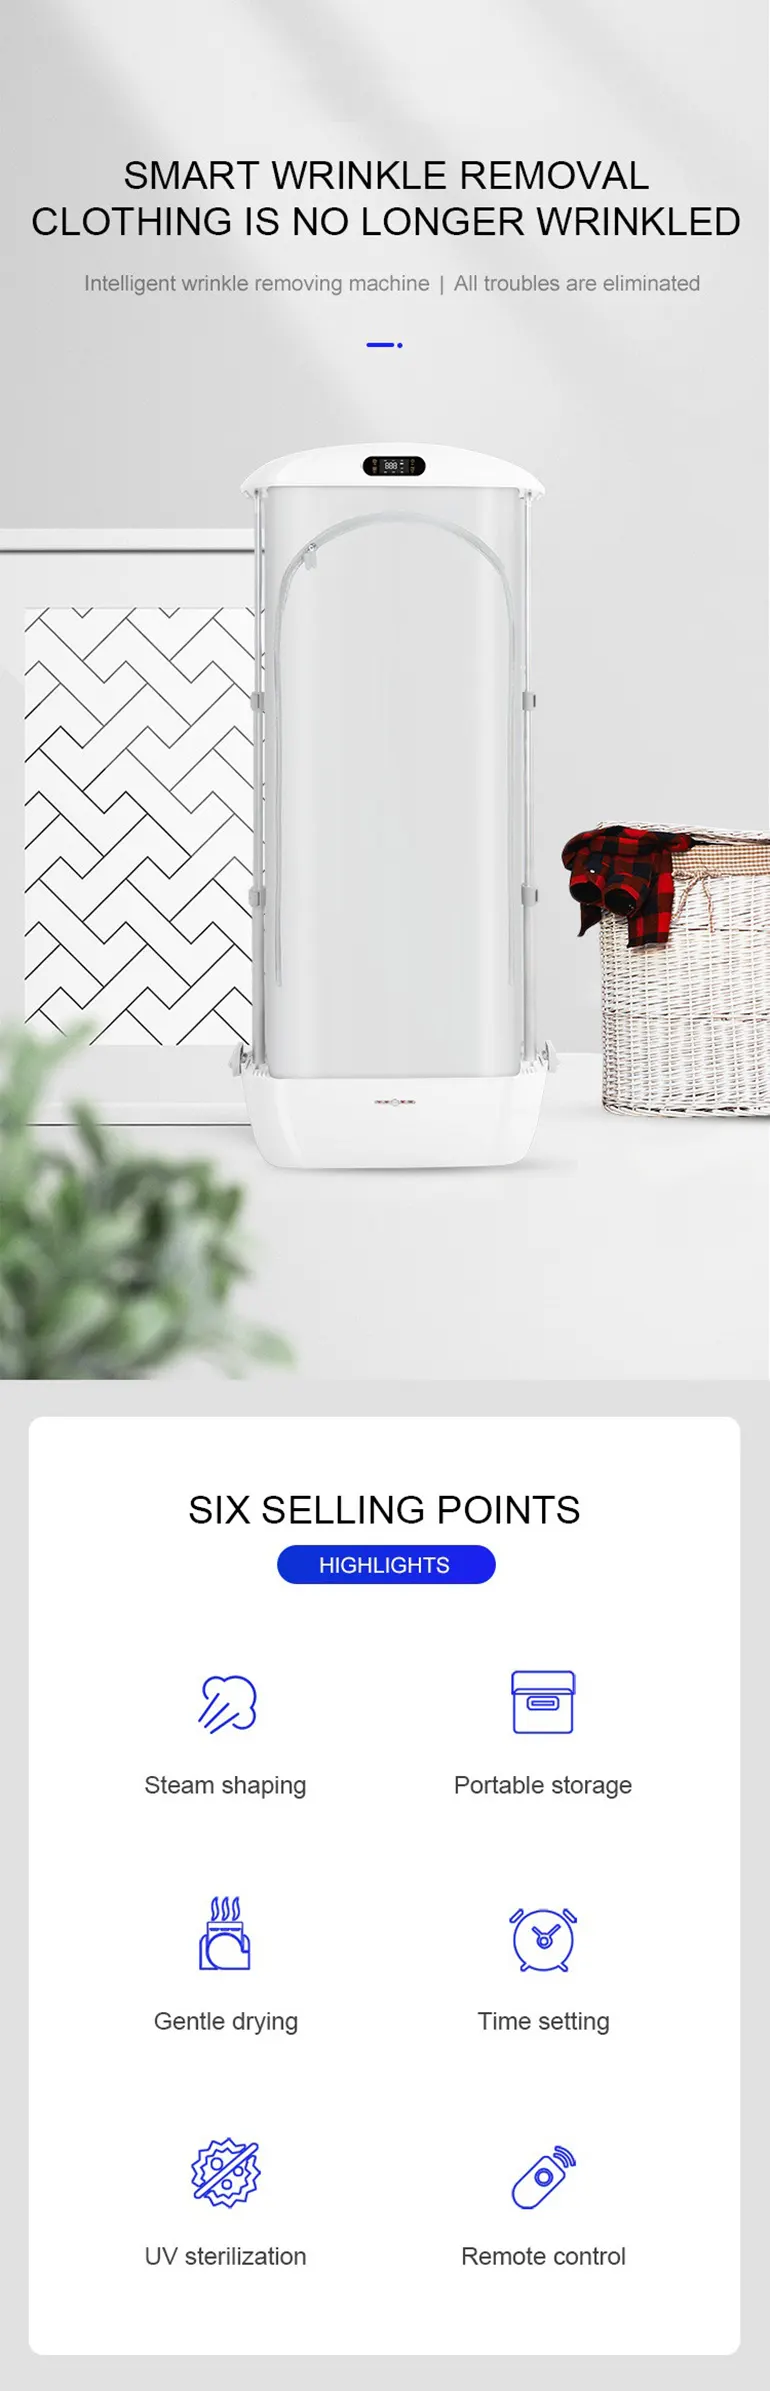 SMART WRINKLE REMOVAL
CLOTHING IS NO LONGER WRINKLED
Intelligent wrinkle removing machine | All troubles are eliminated
888
SIX SELLING POINTS
HIGHLIGHTS
Steam shaping
Portable storage
Gentle drying
Time setting
UV sterilization
Remote control